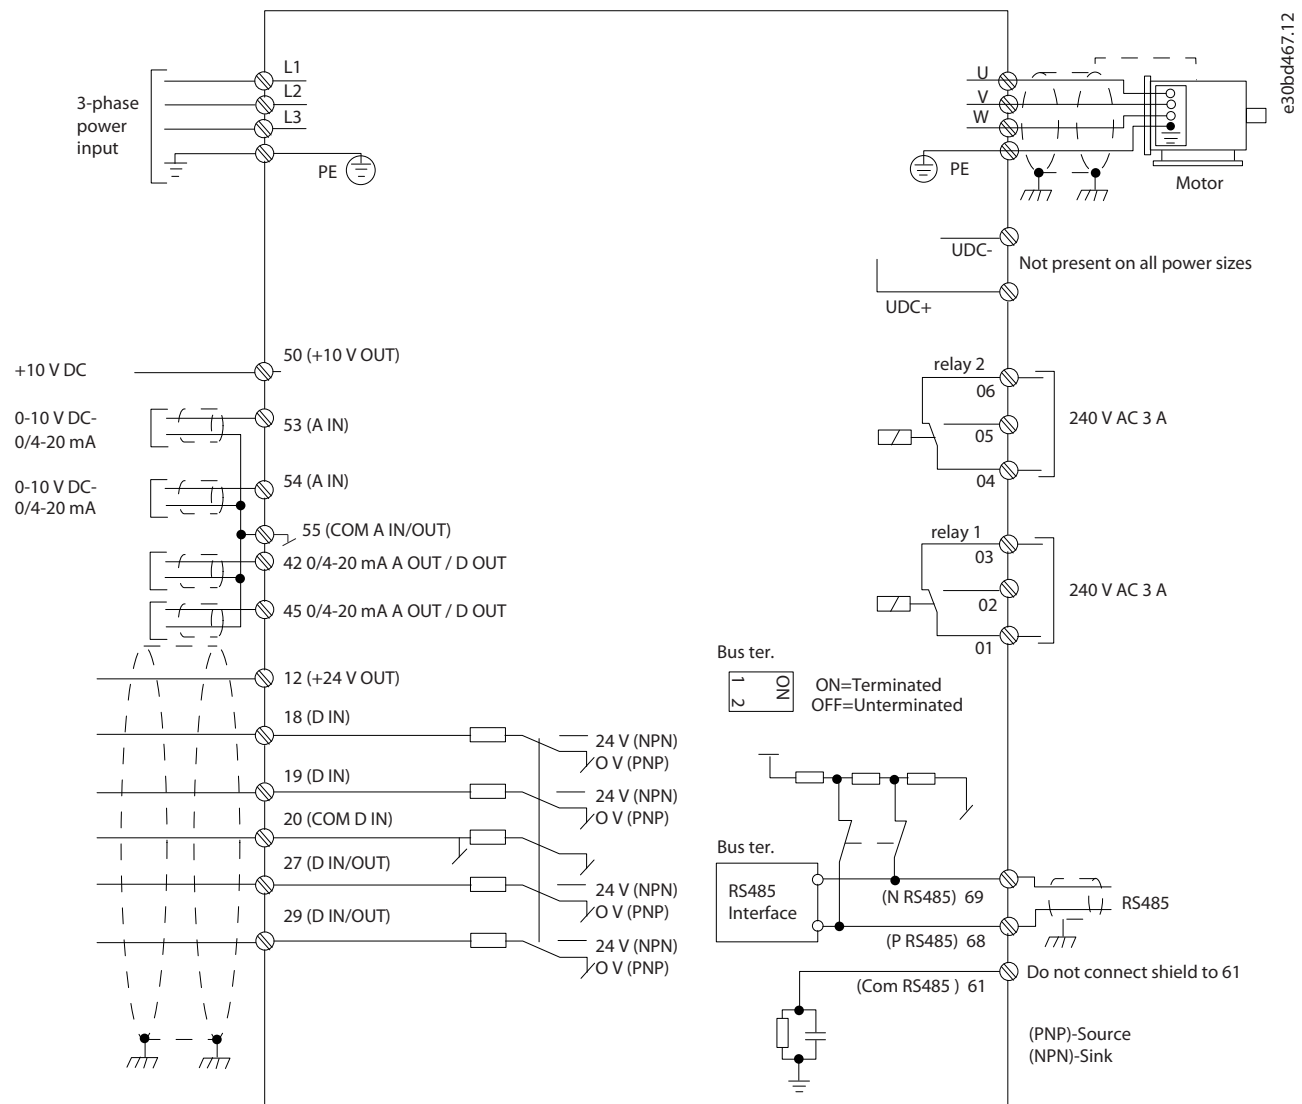 e30bd467.12
L1
L2
L3
3-phase
power
input
PE
U
V
W
PE
Motor
UDC-
Not present on all power sizes
UDC+
+10 V DC
50 (+10 V OUT)
0-10 V DC-
0/4-20 mA
53 (A IN)
0-10 V DC-
0/4-20 mA
54 (A IN)
55 (COM A IN/OUT)
42 0/4-20 mA A OUT / D OUT
45 0/4-20 mA A OUT / D OUT
12 (+24 V OUT)
18 (D IN)
24 V (NPN)
O V (PNP)
19 (D IN)
24 V (NPN)
O V (PNP)
20 (COM D IN)
27 (D IN/OUT)
24 V (NPN)
O V (PNP)
29 (D IN/OUT)
24 V (NPN)
O V (PNP)
relay 2
06
05
04
240 V AC 3 A
relay 1
03
02
01
240 V AC 3 A
Bus ter.
1
2
ON
ON=Terminated
OFF=Unterminated
Bus ter.
RS485
Interface
(N RS485) 69
RS485
(P RS485) 68
(Com RS485 ) 61
Do not connect shield to 61
(PNP)-Source
(NPN)-Sink